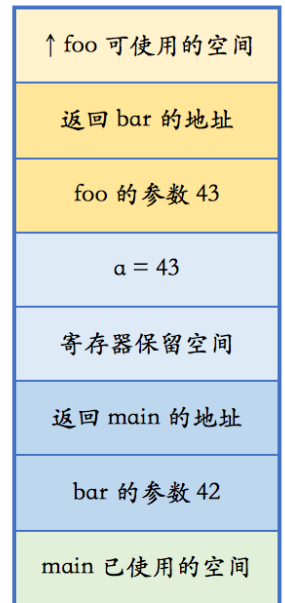 ↑ foo 可使用的空间
返回 bar 的地址
foo 的参数 43
a = 43
寄存器保留空间
返回 main 的地址
bar 的参数 42
main 已使用的空间